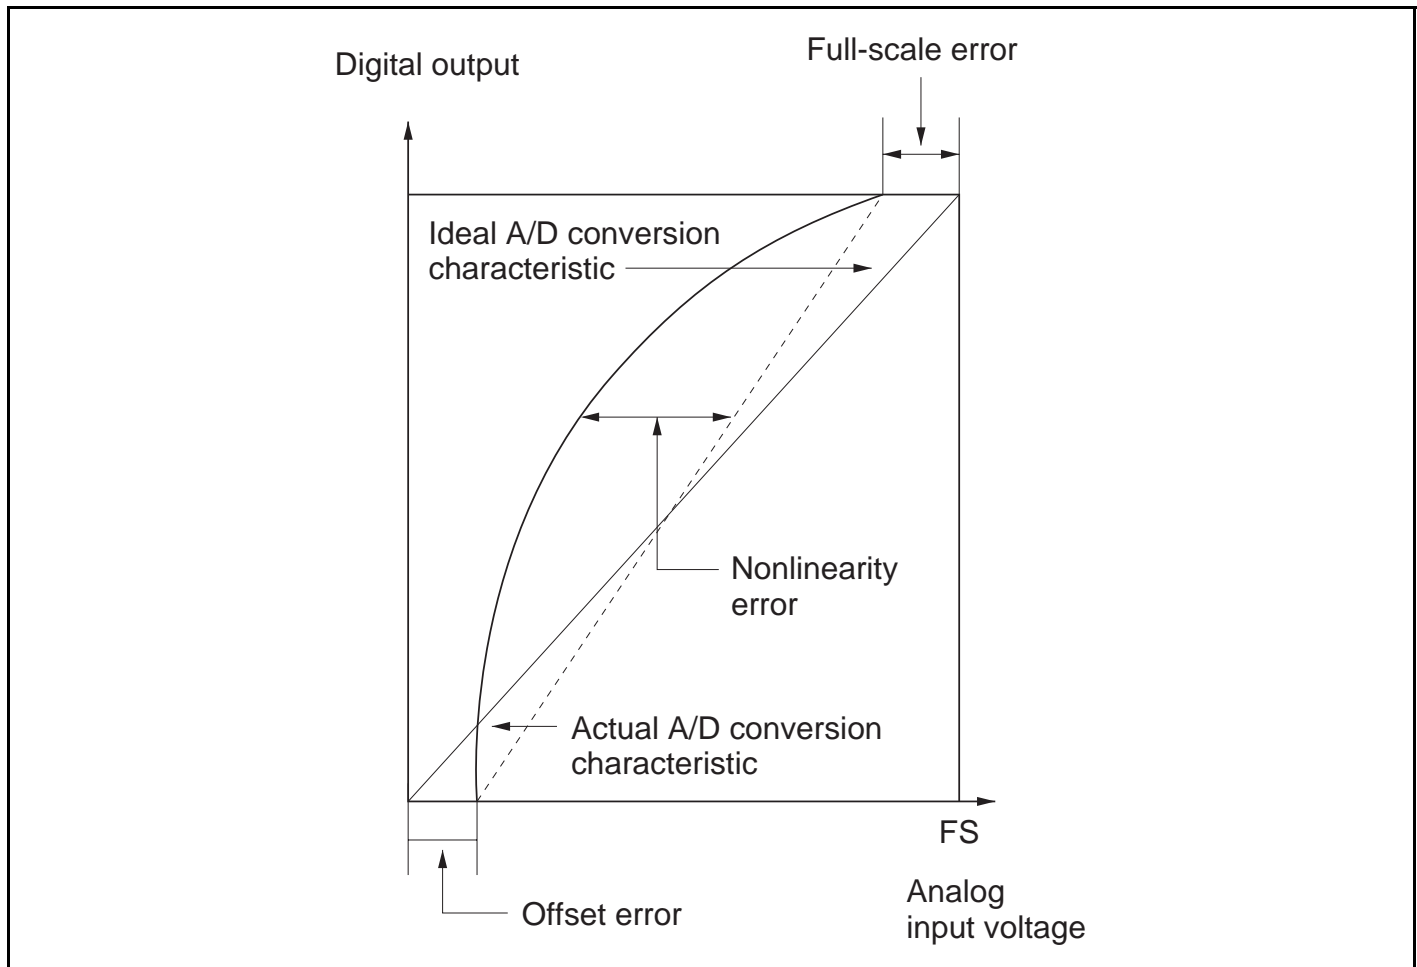 Full-scale error
Digital output
Ideal A/D conversion
characteristic
Nonlinearity
error
Actual A/D conversion
characteristic
FS
Analog
input voltage
Offset error